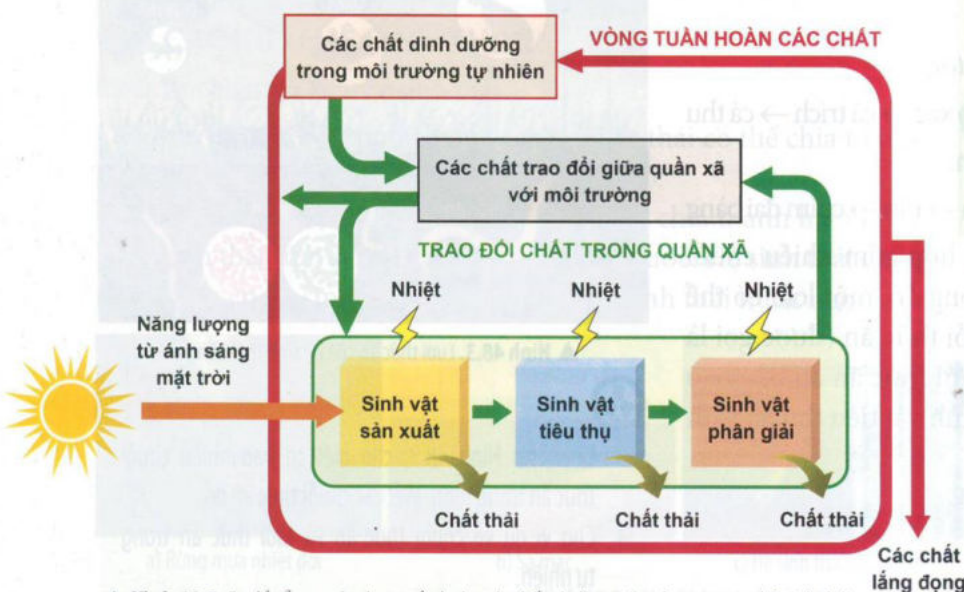 Các chất dinh dưỡng
trong môi trường tự nhiên
VÒNG TUẦN HOÀN CÁC CHẤT
Các chất trao đổi giữa quần xã
với môi trường
TRAO ĐỔI CHẤT TRONG QUẦN XÃ
Nhiệt
Nhiệt
Nhiệt
Năng lượng
từ ánh sáng
mặt trời
Sinh vật
sản xuất
Sinh vật
tiêu thụ
Sinh vật
phân giải
Chất thải
Chất thải
Chất thải
Các chất
lắng đọng